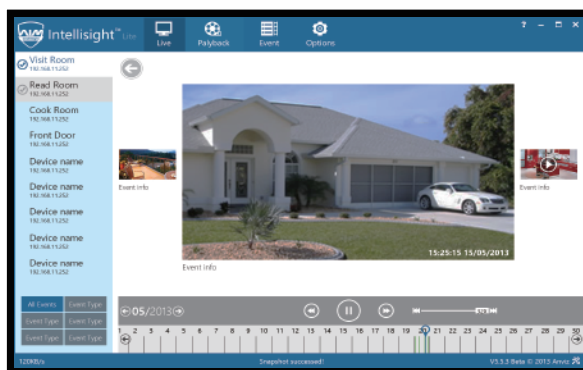 AIM Intellisight™ Lite
Live
Palyback
Event
Options
? – □ ×
Visit Room
192.168.11.252
Read Room
192.168.11.252
Cook Room
192.168.11.252
Front Door
192.168.11.252
Device name
192.168.11.252
Device name
192.168.11.252
Device name
192.168.11.252
Device name
192.168.11.252
Device name
192.168.11.252
Event info
15:25:15 15/05/2013
Event info
Event info
All Events Event Type
Event Type Event Type
Event Type Event Type
05/2013
1 2 3 4 5 6 7 8 9 10 11 12 13 14 15 16 17 18 19 20 21 22 23 24 25 26 27 28 29 30
120KB/s
Snapshot successed!
V5.3.3 Beta © 2013 Anviz